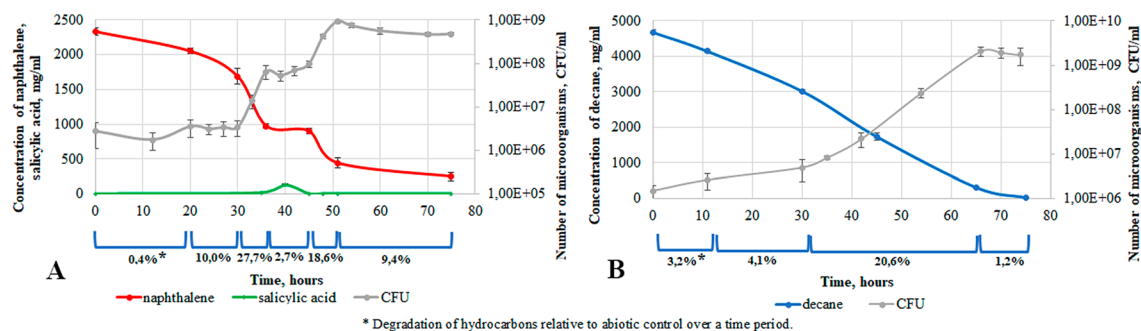 A
Concentration of naphthalene,
salicylic acid, mg/ml
2500
2000
1500
1000
500
0
1,00E+09
1,00E+08
1,00E+07
1,00E+06
1,00E+05
Number of microoorganisms, CFU/ml
0 10 20 30 40 50 60 70 80
0.4%* 10,0% 27,7% 2,7% 18,6% 9,4%
Time, hours
naphthalene salicylic acid CFU
B
Concentration of decane, mg/ml
5000
4000
3000
2000
1000
0
1,00E+10
1,00E+09
1,00E+08
1,00E+07
1,00E+06
Number of microoorganisms, CFU/ml
0 10 20 30 40 50 60 70 80
3,2%* 4,1% 20,6% 1,2%
Time, hours
decane CFU
* Degradation of hydrocarbons relative to abiotic control over a time period.